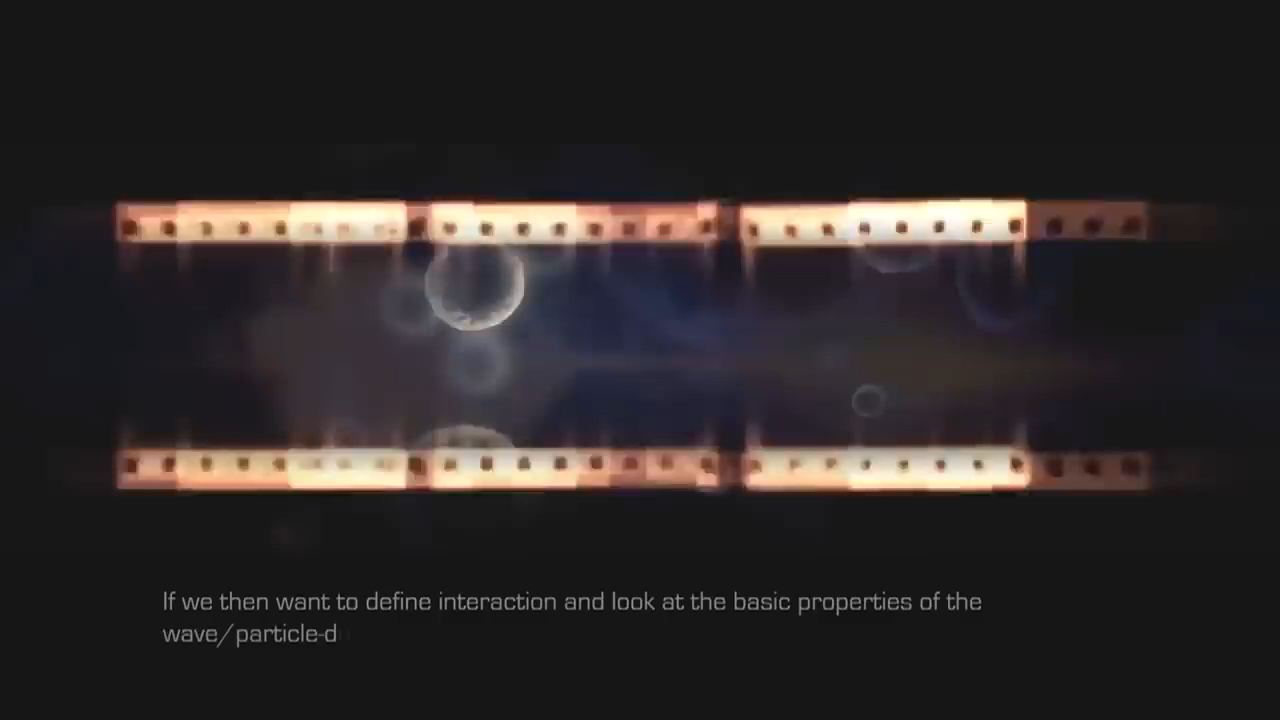 If we then want to define interaction and look at the basic properties of the
wave/particle-d